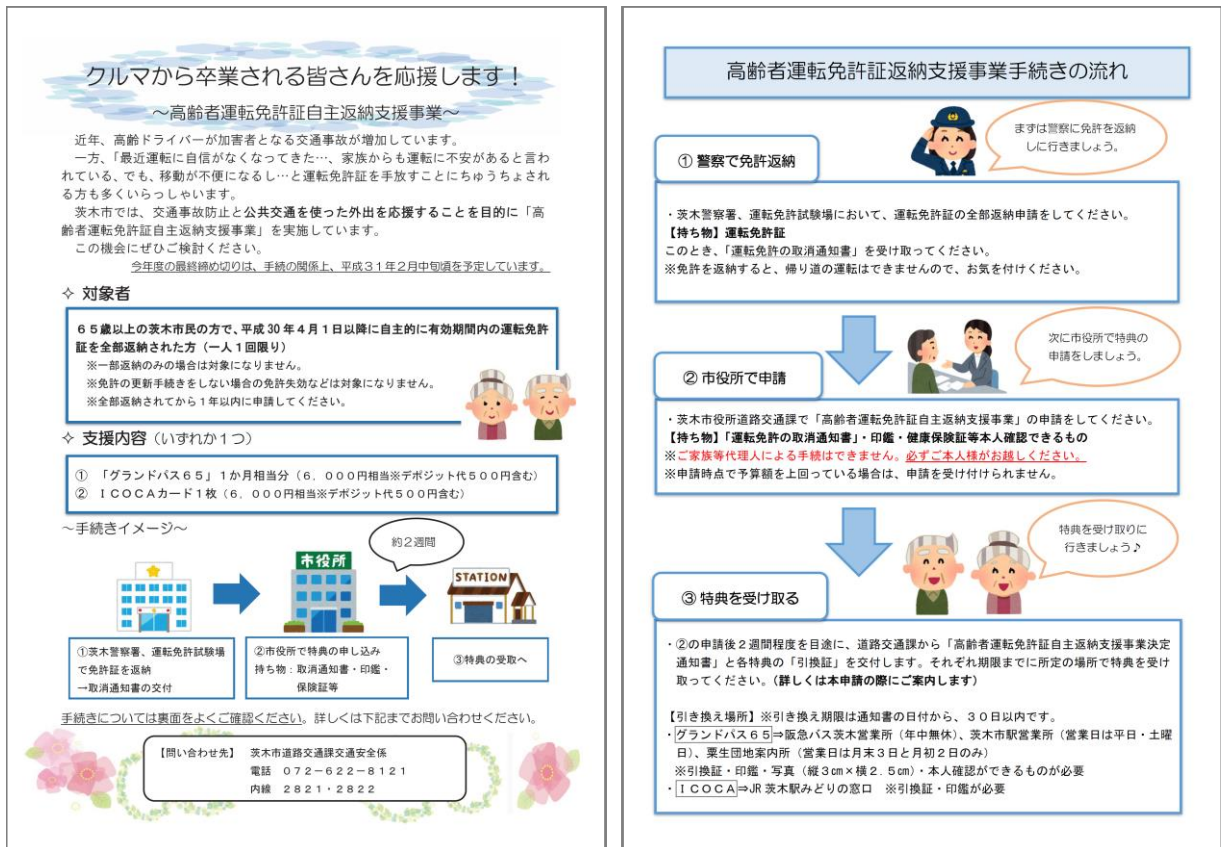 クルマから卒業される皆さんを応援します！
～高齢者運転免許証自主返納支援事業～
近年、高齢ドライバーが加害者となる交通事故が増加しています。
一方、「最近運転に自信がなくなってきた…、家族からも運転に不安があると言わ
れている、でも、移動が不便になるし…と運転免許証を手放すことにちゅうちょされ
る方も多くいらっしゃいます。
茨木市では、交通事故防止と公共交通を使った外出を応援することを目的に「高
齢者運転免許証自主返納支援事業」を実施しています。
この機会にぜひご検討ください。
今年度の最終締め切りは、手続の関係上、平成３１年２月中旬頃を予定しています。
✧ 対象者
６５歳以上の茨木市民の方で、平成 30 年４月１日以降に自主的に有効期間内の運転免許
証を全部返納された方（一人１回限り）
※一部返納のみの場合は対象になりません。
※免許の更新手続きをしない場合の免許失効などは対象になりません。
※全部返納されてから１年以内に申請してください。
✧ 支援内容（いずれか１つ）
① 「グランドパス６５」１か月相当分（６．０００円相当※デポジット代５００円含む）
② ＩＣＯＣＡカード１枚（６．０００円相当※デポジット代５００円含む）
～手続きイメージ～
約２週間
市役所
STATION
①茨木警察署、運転免許試験場
で免許証を返納
→取消通知書の交付
②市役所で特典の申し込み
持ち物：取消通知書・印鑑・
保険証等
③特典の受取へ
手続きについては裏面をよくご確認ください。詳しくは下記までお問い合わせください。
【問い合わせ先】 茨木市道路交通課交通安全係
電話 ０７２－６２２－８１２１
内線 ２８２１・２８２２
高齢者運転免許証返納支援事業手続きの流れ
まずは警察に免許を返納
しに行きましょう。
① 警察で免許返納
・茨木警察署、運転免許試験場において、運転免許証の全部返納申請をしてください。
【持ち物】運転免許証
このとき、「運転免許の取消通知書」を受け取ってください。
※免許を返納すると、帰り道の運転はできませんので、お気を付けください。
次に市役所で特典の
申請をしましょう。
② 市役所で申請
・茨木市役所道路交通課で「高齢者運転免許証自主返納支援事業」の申請をしてください。
【持ち物】「運転免許の取消通知書」・印鑑・健康保険証等本人確認できるもの
※ご家族等代理人による手続はできません。必ずご本人様がお越しください。
※申請時点で予算額を上回っている場合は、申請を受け付けられません。
特典を受け取りに
行きましょう♪
③ 特典を受け取る
・②の申請後２週間程度を目途に、道路交通課から「高齢者運転免許証自主返納支援事業決定
通知書」と各特典の「引換証」を交付します。それぞれ期限までに所定の場所で特典を受け
取ってください。（詳しくは本申請の際にご案内します）
【引き換え場所】※引き換え期限は通知書の日付から、３０日以内です。
・グランドパス６５⇒阪急バス茨木営業所（年中無休）、茨木市駅営業所（営業日は平日・土曜
日）、粟生団地案内所（営業日は月末３日と月初２日のみ）
※引換証・印鑑・写真（縦３㎝×横２.５㎝）・本人確認ができるものが必要
・ＩＣＯＣＡ⇒JR 茨木駅みどりの窓口 ※引換証・印鑑が必要